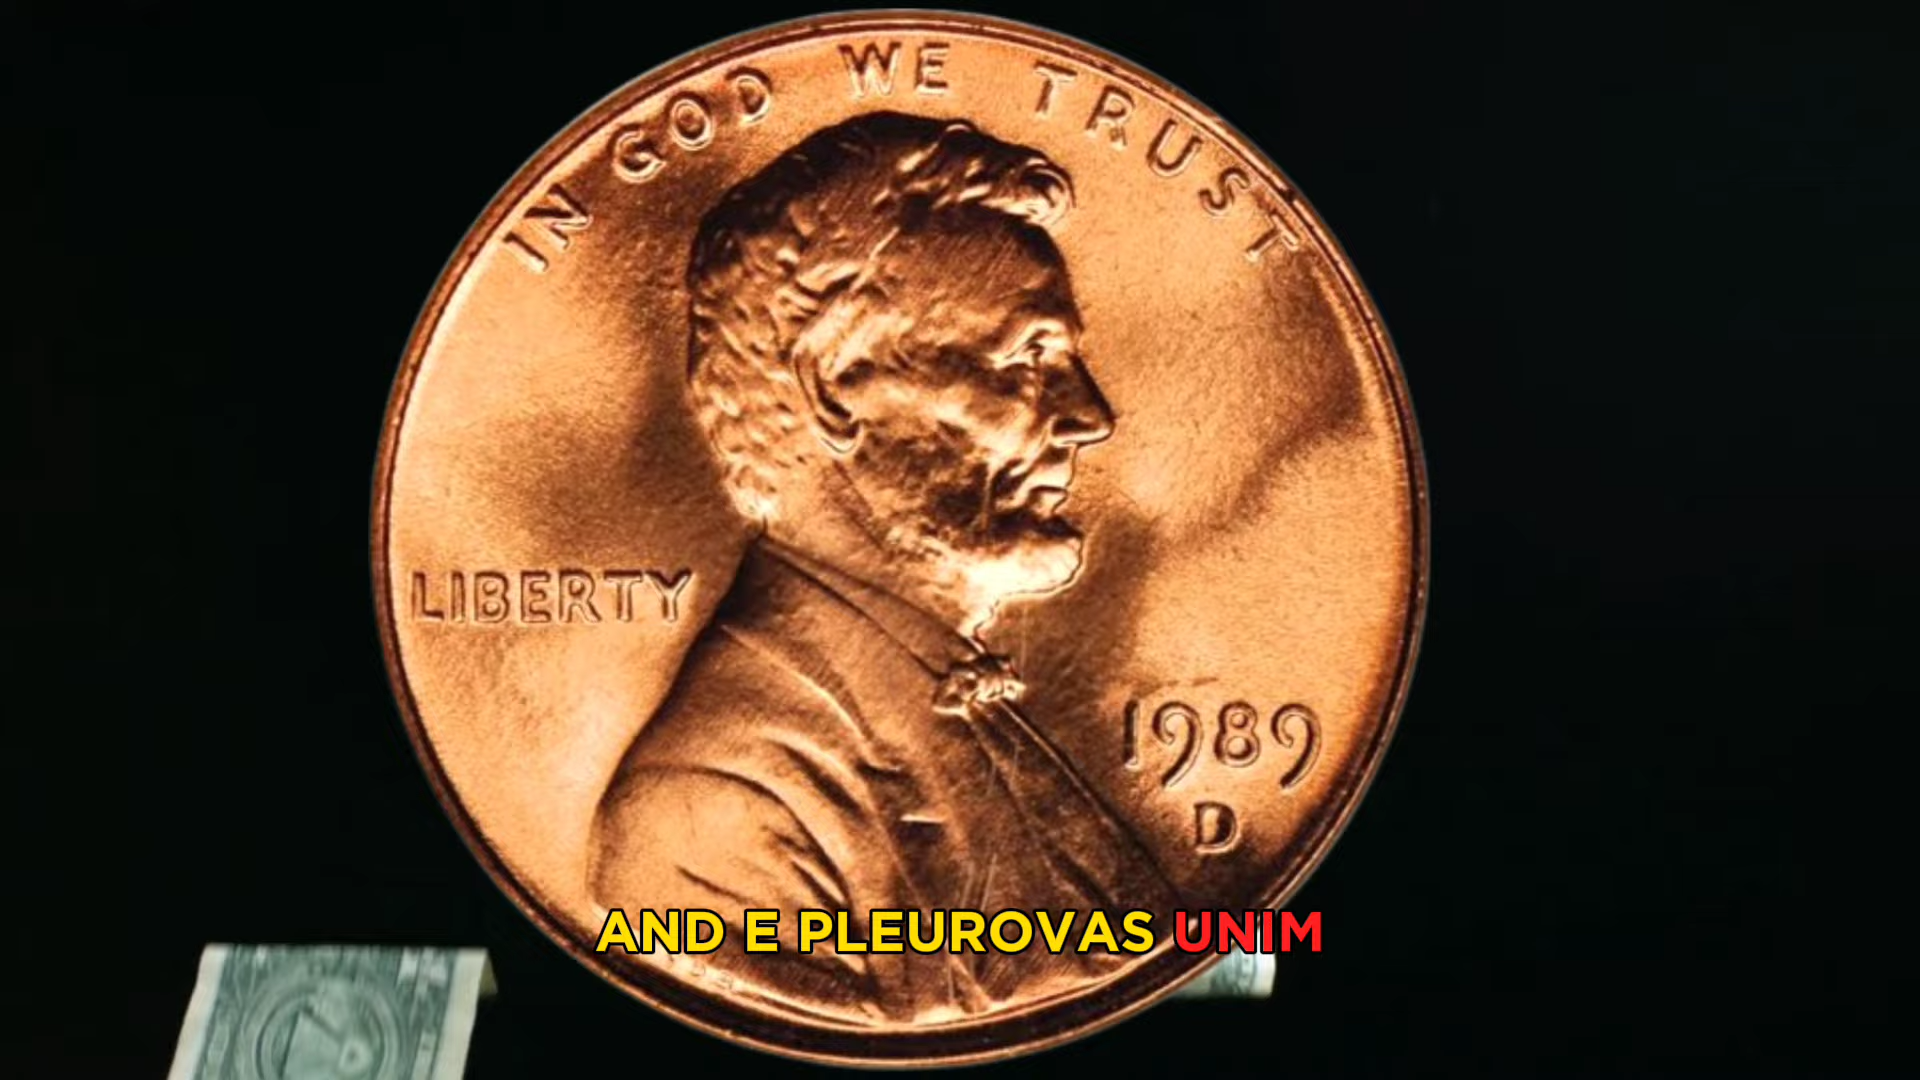 IN GOD WE TRUST
LIBERTY
1989
D
AND E PLEUROVAS UNIM